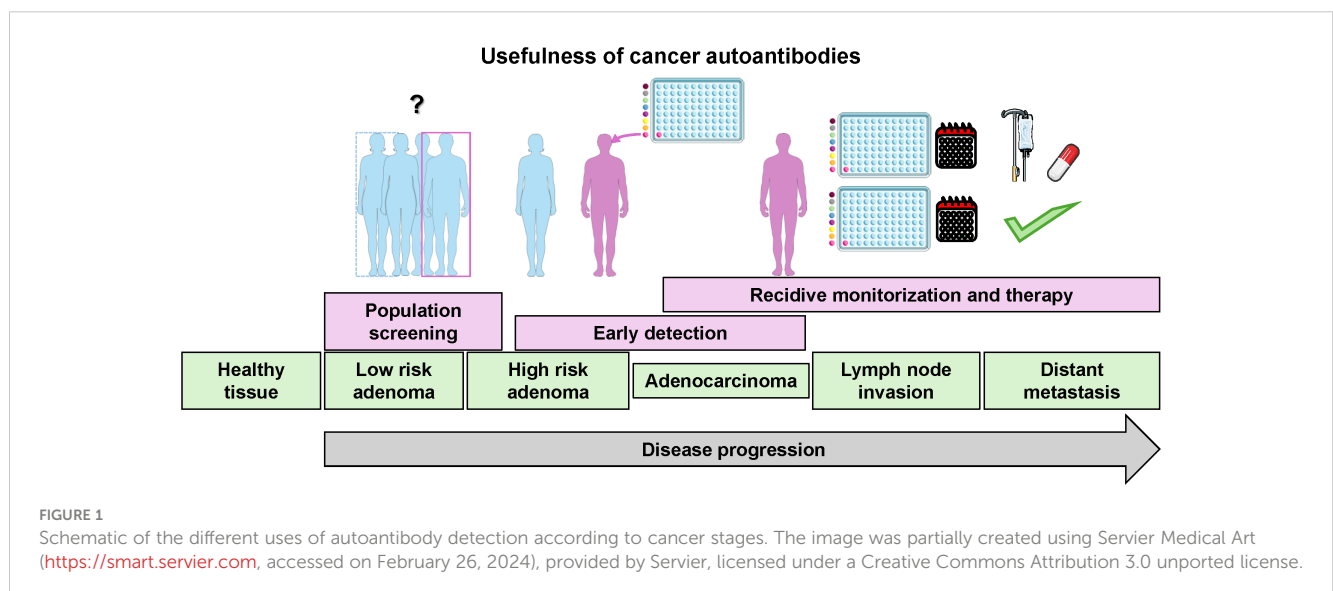 Usefulness of cancer autoantibodies
?
Recidive monitorization and therapy
Population
screening
Early detection
Healthy
tissue
Low risk
adenoma
High risk
adenoma
Adenocarcinoma
Lymph node
invasion
Distant
metastasis
Disease progression
FIGURE 1
Schematic of the different uses of autoantibody detection according to cancer stages. The image was partially created using Servier Medical Art
(https://smart.servier.com, accessed on February 26, 2024), provided by Servier, licensed under a Creative Commons Attribution 3.0 unported license.